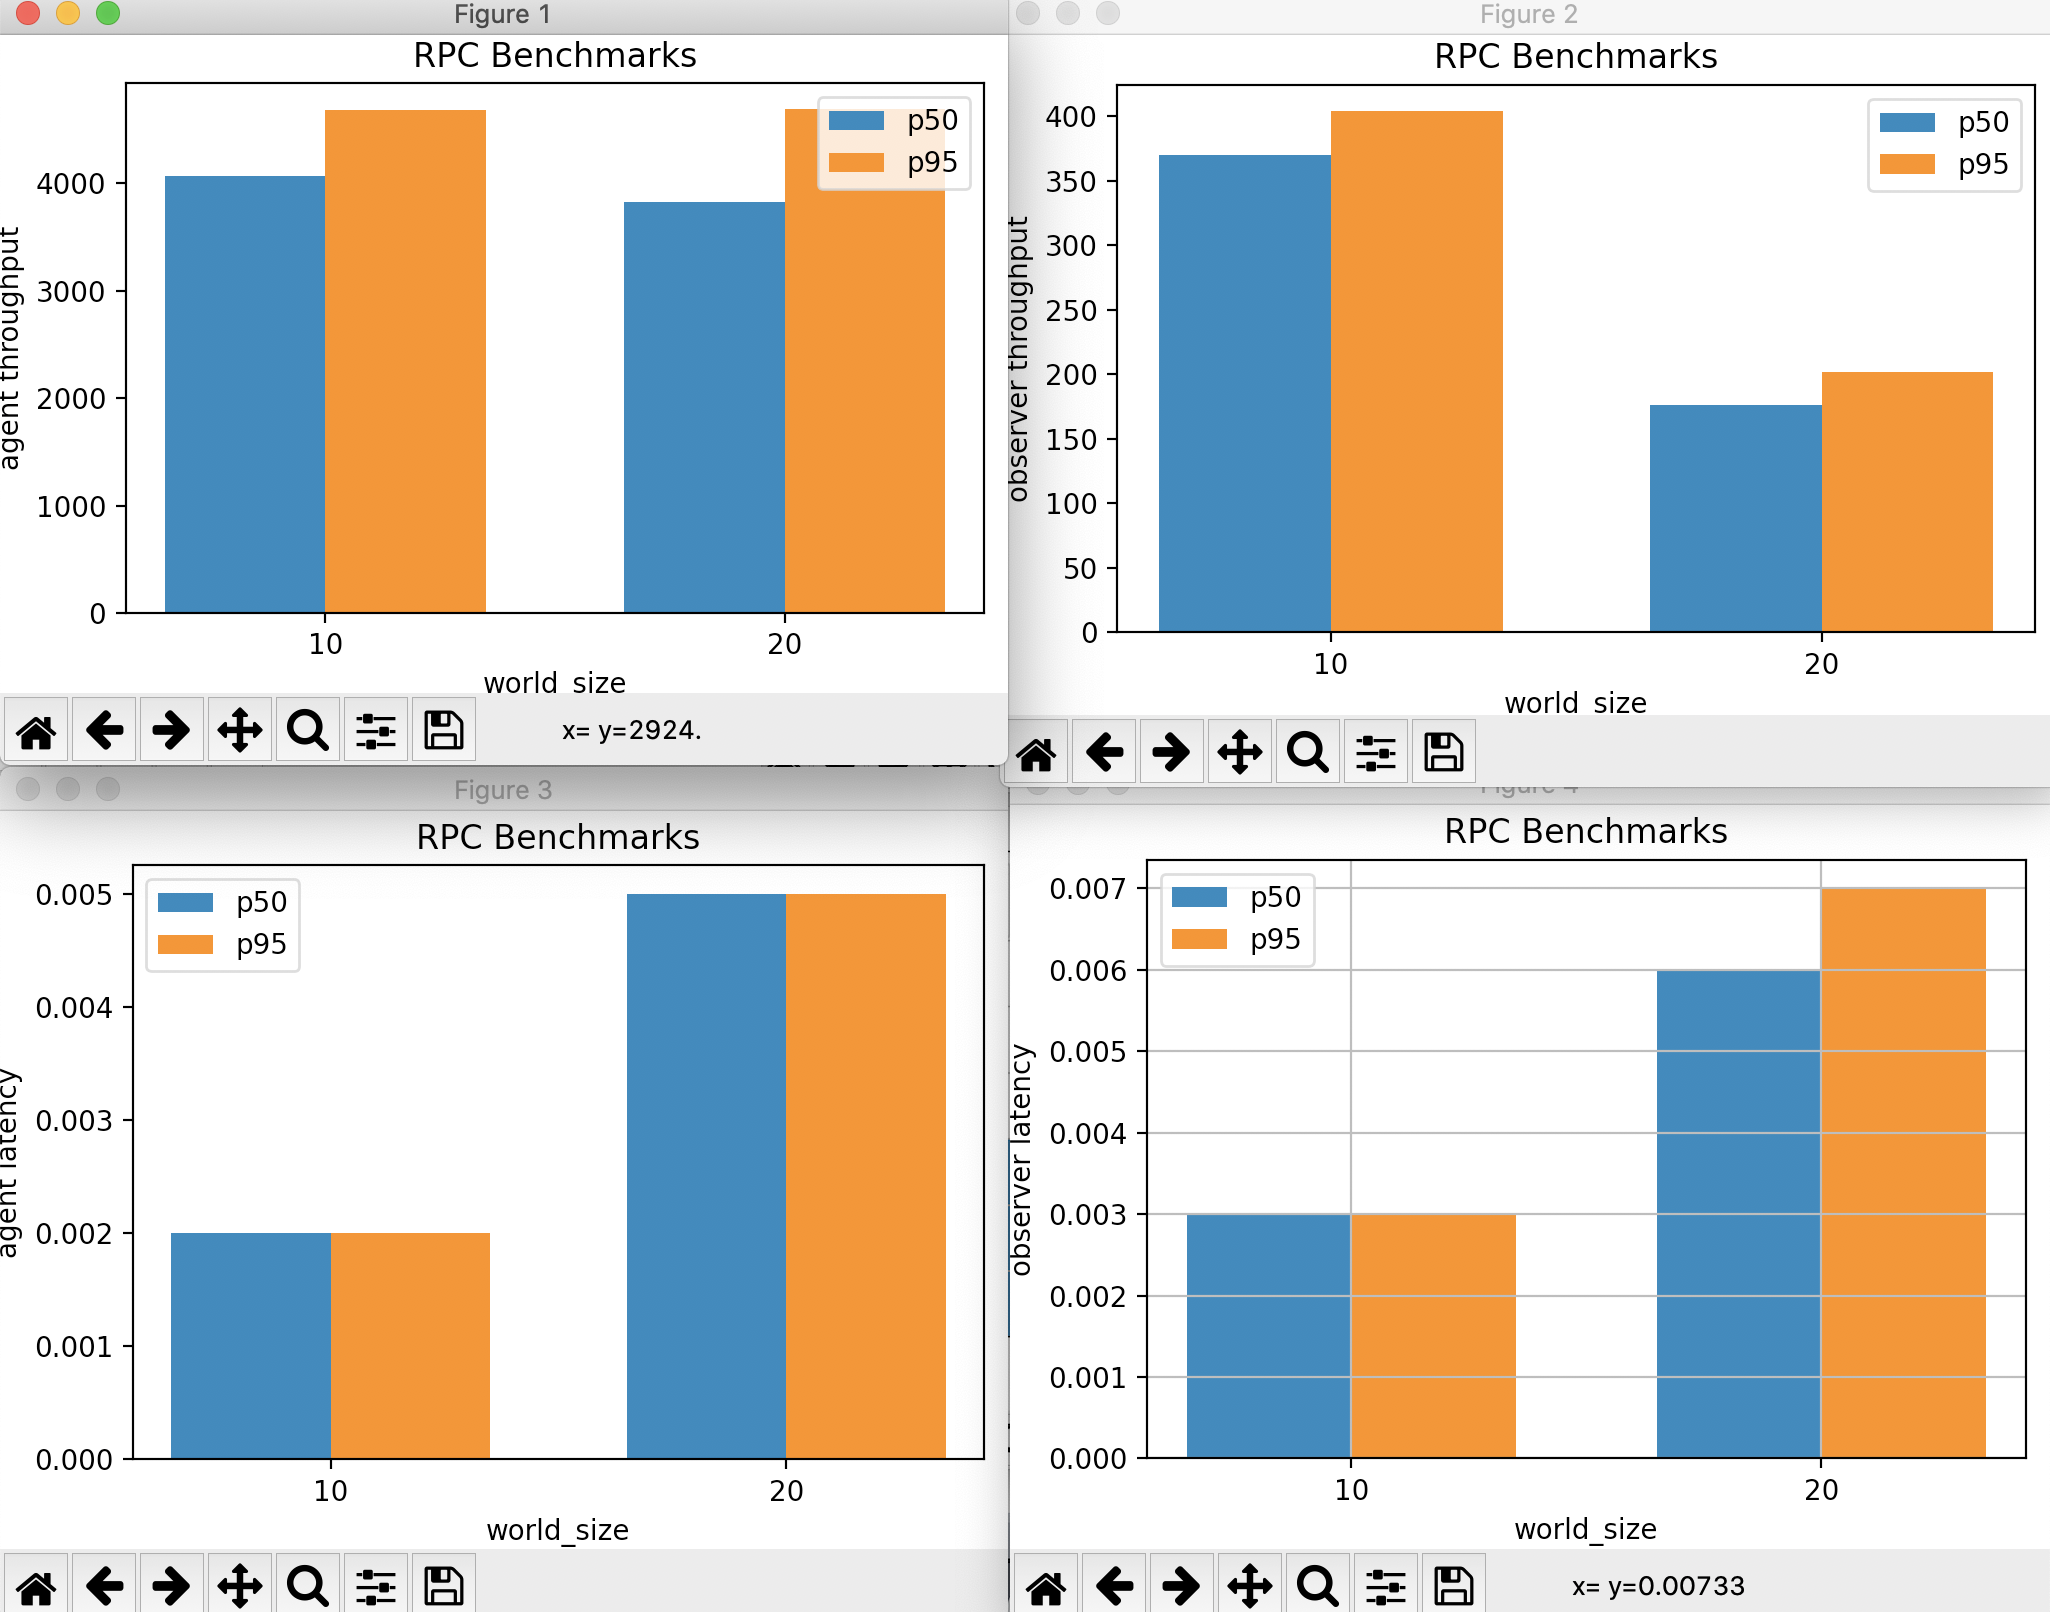 Figure 1
RPC Benchmarks
agent throughput
4000
3000
2000
1000
0
p50
p95
10
20
world_size
x= y=2924.
Figure 2
RPC Benchmarks
observer throughput
400
350
300
250
200
150
100
50
0
p50
p95
10
20
world_size
Figure 3
RPC Benchmarks
agent latency
0.005
0.004
0.003
0.002
0.001
0.000
p50
p95
10
20
world_size
Figure 4
RPC Benchmarks
observer latency
0.007
0.006
0.005
0.004
0.003
0.002
0.001
0.000
p50
p95
10
20
world_size
x= y=0.00733